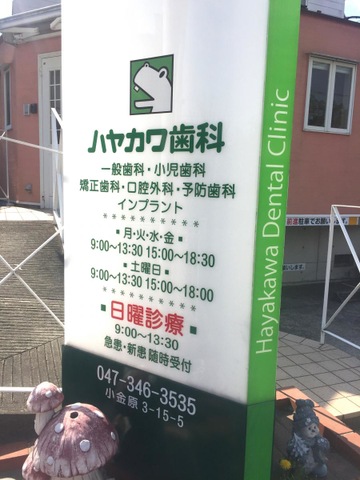 ハヤカワ歯科
一般歯科・小児歯科
矯正歯科・口腔外科・予防歯科
インプラント
**********
▪月・火・水・金▪
9:00~13:30 15:00~18:30
▪土曜日▪
9:00~13:30 15:00~18:00
**********
▪日曜診療▪
9:00~13:30
急患・新患随時受付
047-346-3535
小金原 3-15-5
Hayakawa Dental Clinic